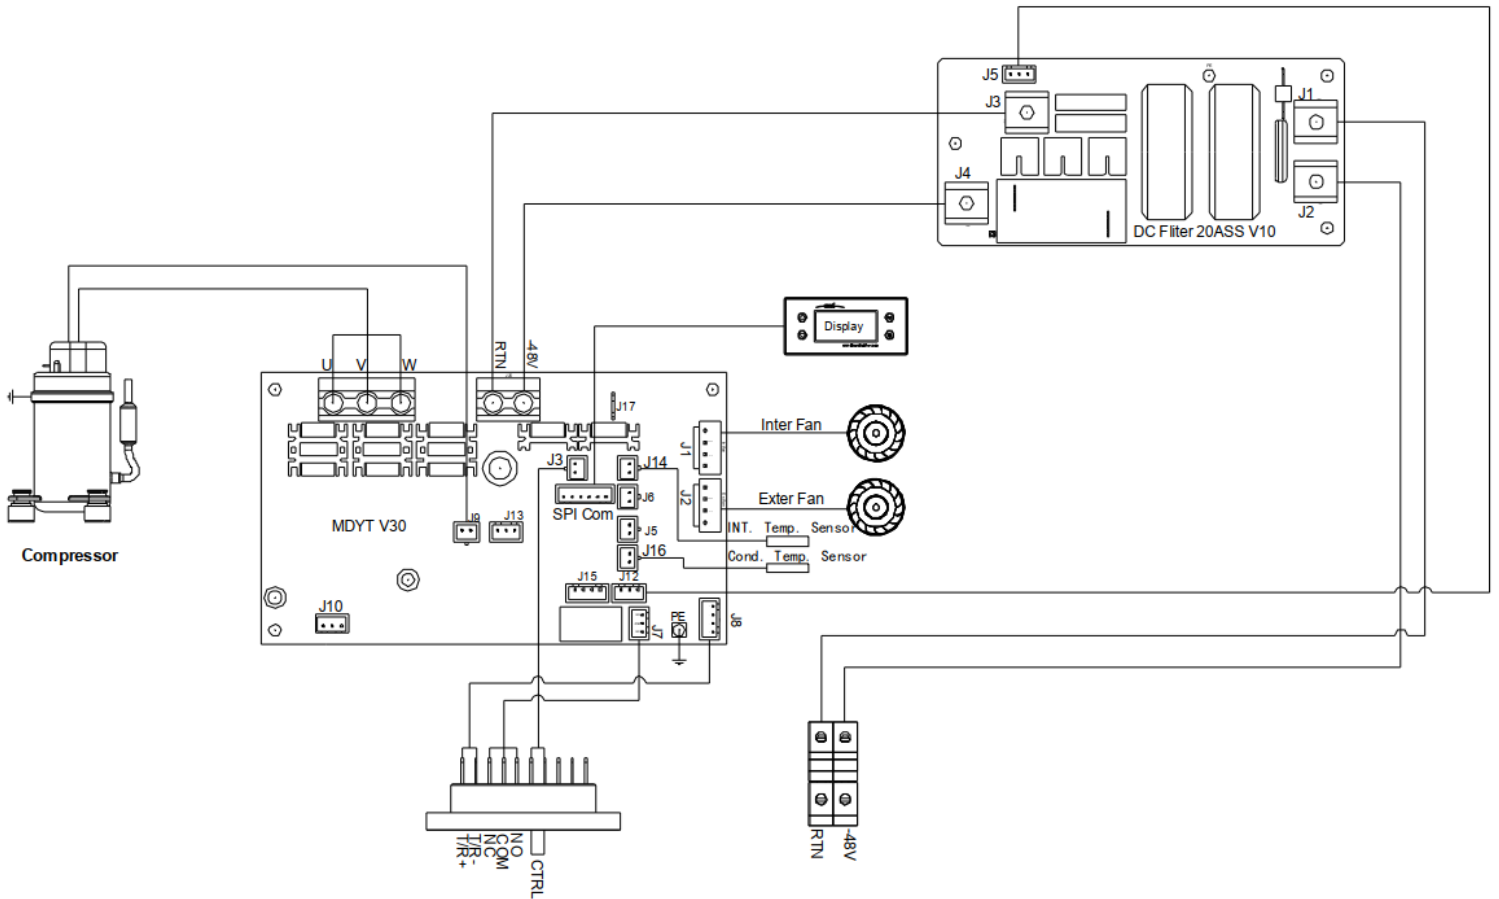 J5
J3
J1
J4
J2
DC Fliter 20ASS V10
Display
RTN
-48V
U
V
W
J17
Inter Fan
J1
J3
J14
Exter Fan
J2
J6
SPI Com
INT. Temp. Sensor
MDYT V30
J9
J13
J5
J16
Cond. Temp. Sensor
Compressor
J15
J12
J10
PE
J7
J8
T/R+
T/R-
NC
COM
NO
CTRL
RTN
-48V